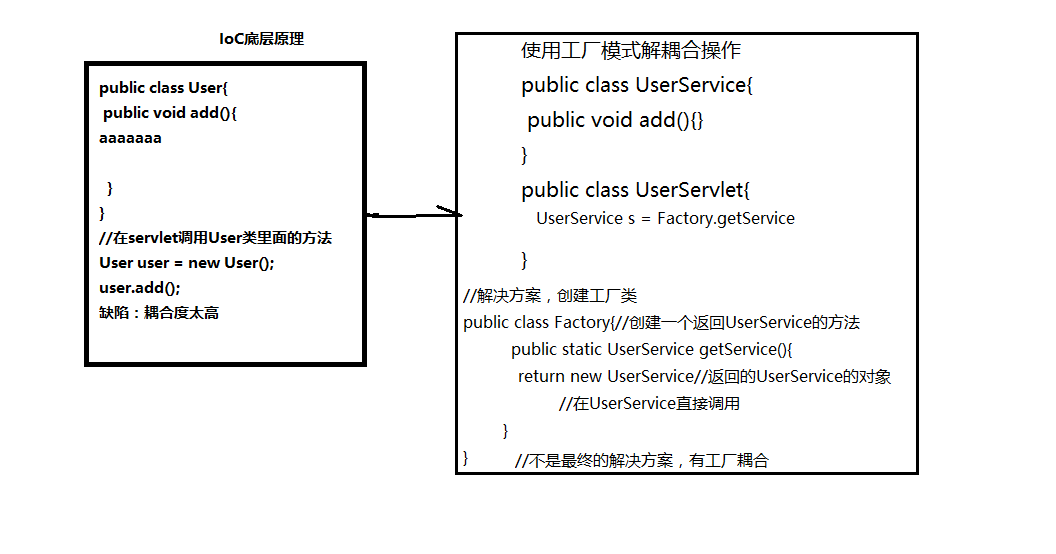 IoC底层原理
public class User{
public void add(){
aaaaaaa
}
}
//在servlet调用User类里面的方法
User user = new User();
user.add();
缺陷：耦合度太高
使用工厂模式解耦合操作
public class UserService{
public void add(){}
}
public class UserServlet{
UserService s = Factory.getService
}
//解决方案，创建工厂类
public class Factory{//创建一个返回UserService的方法
public static UserService getService(){
return new UserService//返回的UserService的对象
//在UserService直接调用
}
} //不是最终的解决方案，有工厂耦合